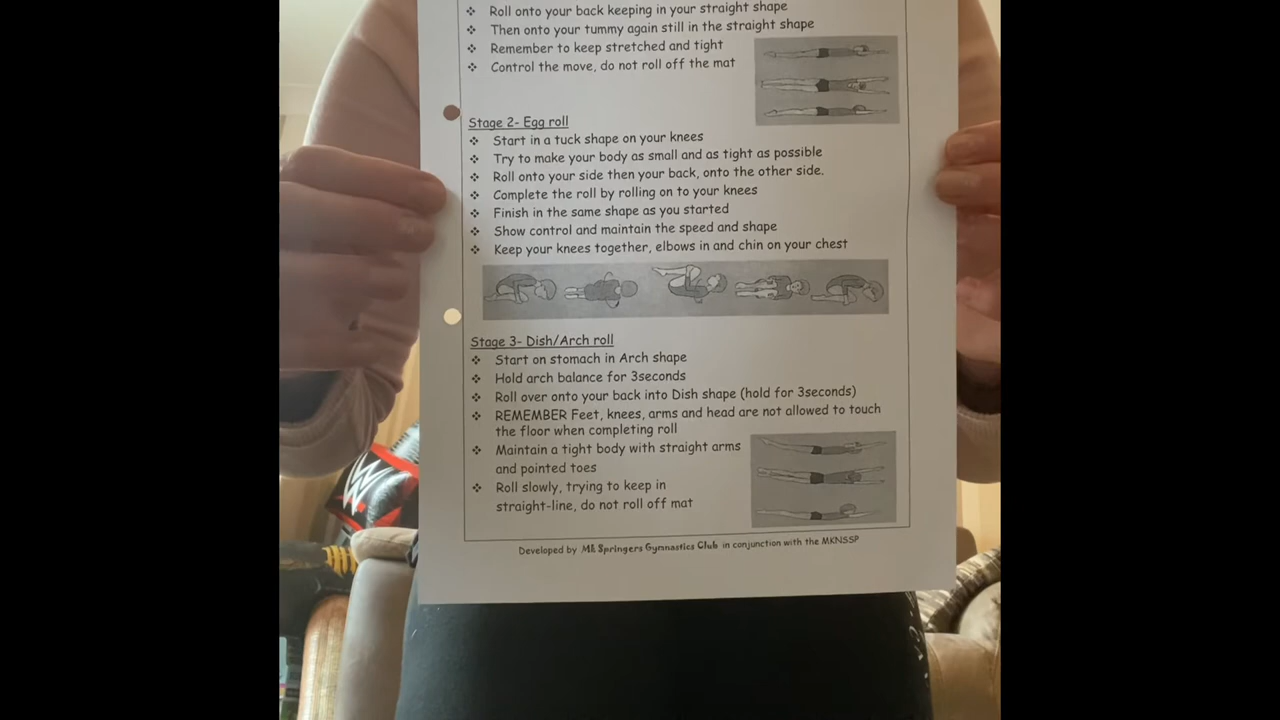 ❖ Roll onto your back keeping in your straight shape
❖ Then onto your tummy again still in the straight shape
❖ Remember to keep stretched and tight
❖ Control the move, do not roll off the mat
Stage 2- Egg roll
❖ Start in a tuck shape on your knees
❖ Try to make your body as small and as tight as possible
❖ Roll onto your side then your back, onto the other side.
❖ Complete the roll by rolling on to your knees
❖ Finish in the same shape as you started
❖ Show control and maintain the speed and shape
❖ Keep your knees together, elbows in and chin on your chest
Stage 3- Dish/Arch roll
❖ Start on stomach in Arch shape
❖ Hold arch balance for 3seconds
❖ Roll over onto your back into Dish shape (hold for 3seconds)
❖ REMEMBER Feet, knees, arms and head are not allowed to touch
the floor when completing roll
❖ Maintain a tight body with straight arms
and pointed toes
❖ Roll slowly, trying to keep in
straight-line, do not roll off mat
Developed by MK Springers Gymnastics Club in conjunction with the MKNSSP
W